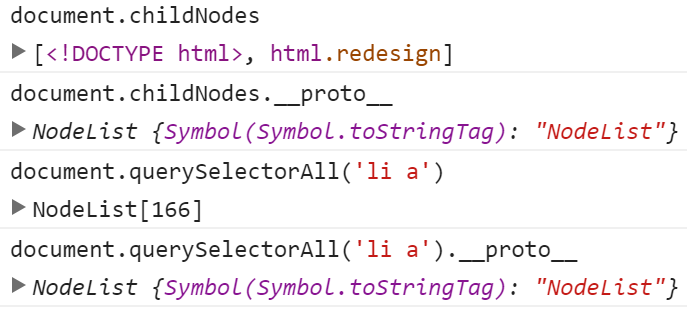 document.childNodes
[<!DOCTYPE html>, html.redesign]
document.childNodes.__proto__
NodeList {Symbol(Symbol.toStringTag): "NodeList"}
document.querySelectorAll('li a')
NodeList[166]
document.querySelectorAll('li a').__proto__
NodeList {Symbol(Symbol.toStringTag): "NodeList"}